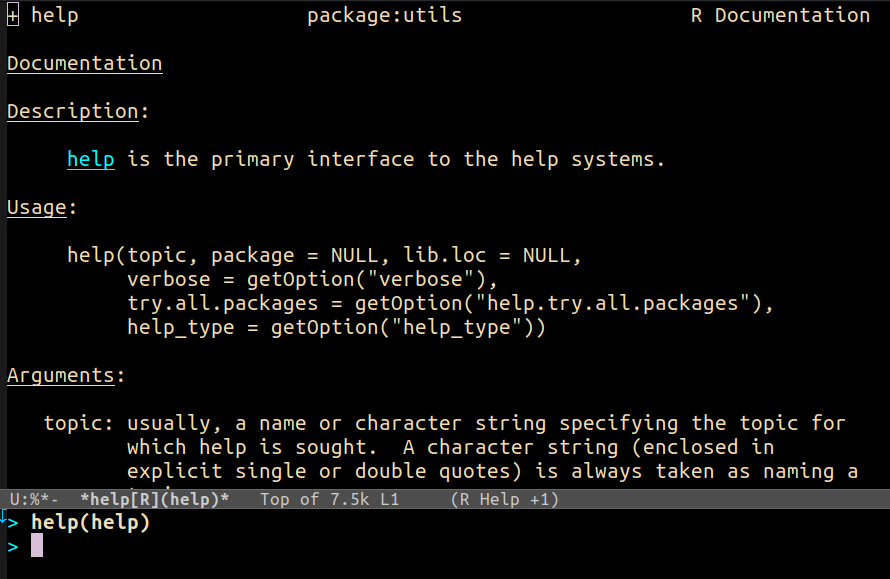 + help package:utils R Documentation
Documentation
Description:
help is the primary interface to the help systems.
Usage:
help(topic, package = NULL, lib.loc = NULL,
verbose = getOption("verbose"),
try.all.packages = getOption("help.try.all.packages"),
help_type = getOption("help_type"))
Arguments:
topic: usually, a name or character string specifying the topic for
which help is sought.  A character string (enclosed in
explicit single or double quotes) is always taken as naming a
U:%*-  *help[R](help)*   Top of 7.5k L1    (R Help +1)
> help(help)
>